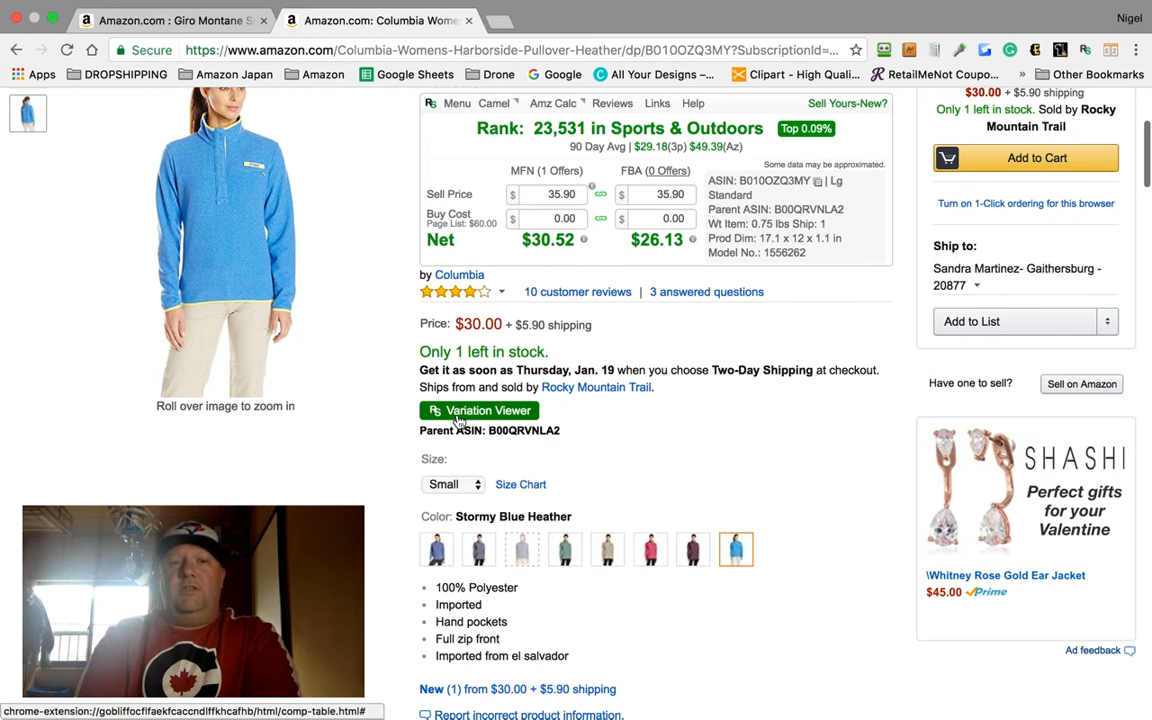 Amazon.com : Giro Montane S
Amazon.com: Columbia Wome
Nigel
Secure
https://www.amazon.com/Columbia-Womens-Harborside-Pullover-Heather/dp/B010OZQ3MY?SubscriptionId=...
Apps
DROPSHIPPING
Amazon Japan
Amazon
Google Sheets
Drone
Google
All Your Designs –...
Clipart - High Quali...
RetailMeNot Coupo...
»
Other Bookmarks
Roll over image to zoom in
Menu Camel Amz Calc Reviews Links Help
Sell Yours-New?
Rank: 23,531 in Sports & Outdoors
Top 0.09%
90 Day Avg | $29.18(3p) $49.39(Az)
Some data may be approximated.
MFN (1 Offers)
FBA (0 Offers)
Sell Price
$ 35.90
$ 35.90
Buy Cost
Page List: $60.00
$ 0.00
$ 0.00
Net
$30.52
$26.13
ASIN: B010OZQ3MY | Lg
Standard
Parent ASIN: B00QRVNLA2
Wt Item: 0.75 lbs Ship: 1
Prod Dim: 17.1 x 12 x 1.1 in
Model No.: 1556262
by Columbia
10 customer reviews | 3 answered questions
Price: $30.00 + $5.90 shipping
Only 1 left in stock.
Get it as soon as Thursday, Jan. 19 when you choose Two-Day Shipping at checkout.
Ships from and sold by Rocky Mountain Trail.
Variation Viewer
Parent ASIN: B00QRVNLA2
Size:
Small
Size Chart
Color: Stormy Blue Heather
100% Polyester
Imported
Hand pockets
Full zip front
Imported from el salvador
New (1) from $30.00 + $5.90 shipping
Report incorrect product information.
$30.00 + $5.90 shipping
Only 1 left in stock. Sold by Rocky
Mountain Trail
Add to Cart
Turn on 1-Click ordering for this browser
Ship to:
Sandra Martinez- Gaithersburg -
20877
Add to List
Have one to sell?
Sell on Amazon
SHASHI
Perfect gifts
for your
Valentine
\Whitney Rose Gold Ear Jacket
$45.00 Prime
Ad feedback
chrome-extension://gobliffocflfaekfcaccndlffkhcafhb/html/comp-table.html#